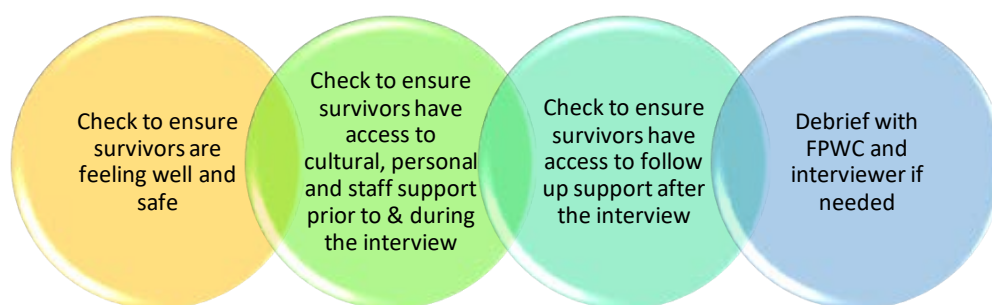 Check to ensure
survivors are
feeling well and
safe
Check to ensure
survivors have
access to
cultural, personal
and staff support
prior to & during
the interview
Check to ensure
survivors have
access to follow
up support after
the interview
Debrief with
FPWC and
interviewer if
needed